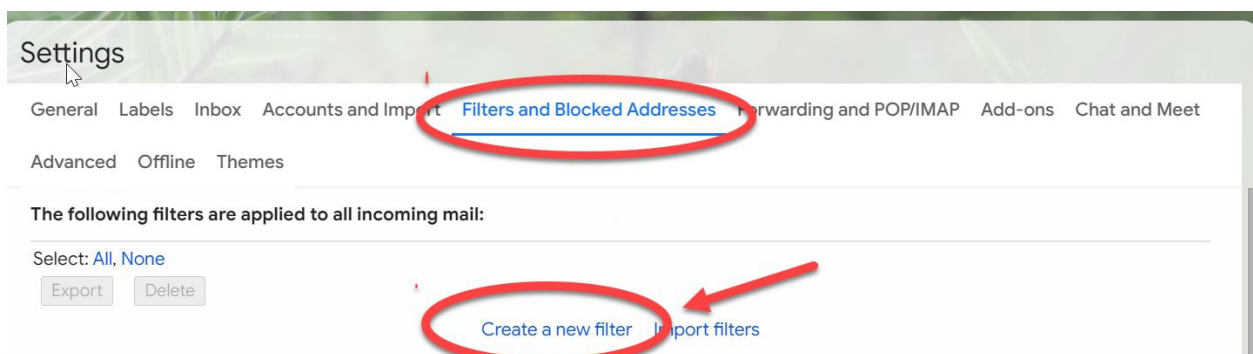 Settings
General Labels Inbox Accounts and Import Filters and Blocked Addresses Forwarding and POP/IMAP Add-ons Chat and Meet
Advanced Offline Themes
The following filters are applied to all incoming mail:
Select: All, None
Export Delete
Create a new filter Import filters